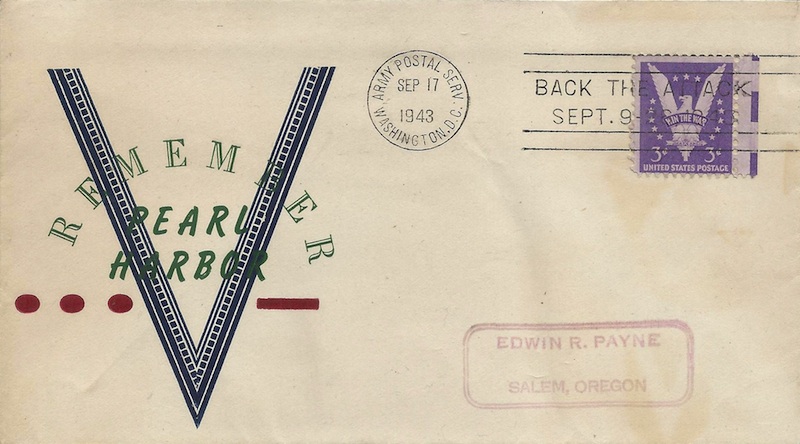 REMEMBER
PEARL
HARBOR
ARMY POSTAL SERV.
SEP 17
1943
WASHINGTON, D.C.
BACK THE ATTACK
SEPT. 9-
WIN THE WAR
3¢ 3¢
UNITED STATES POSTAGE
EDWIN R. PAYNE
SALEM, OREGON